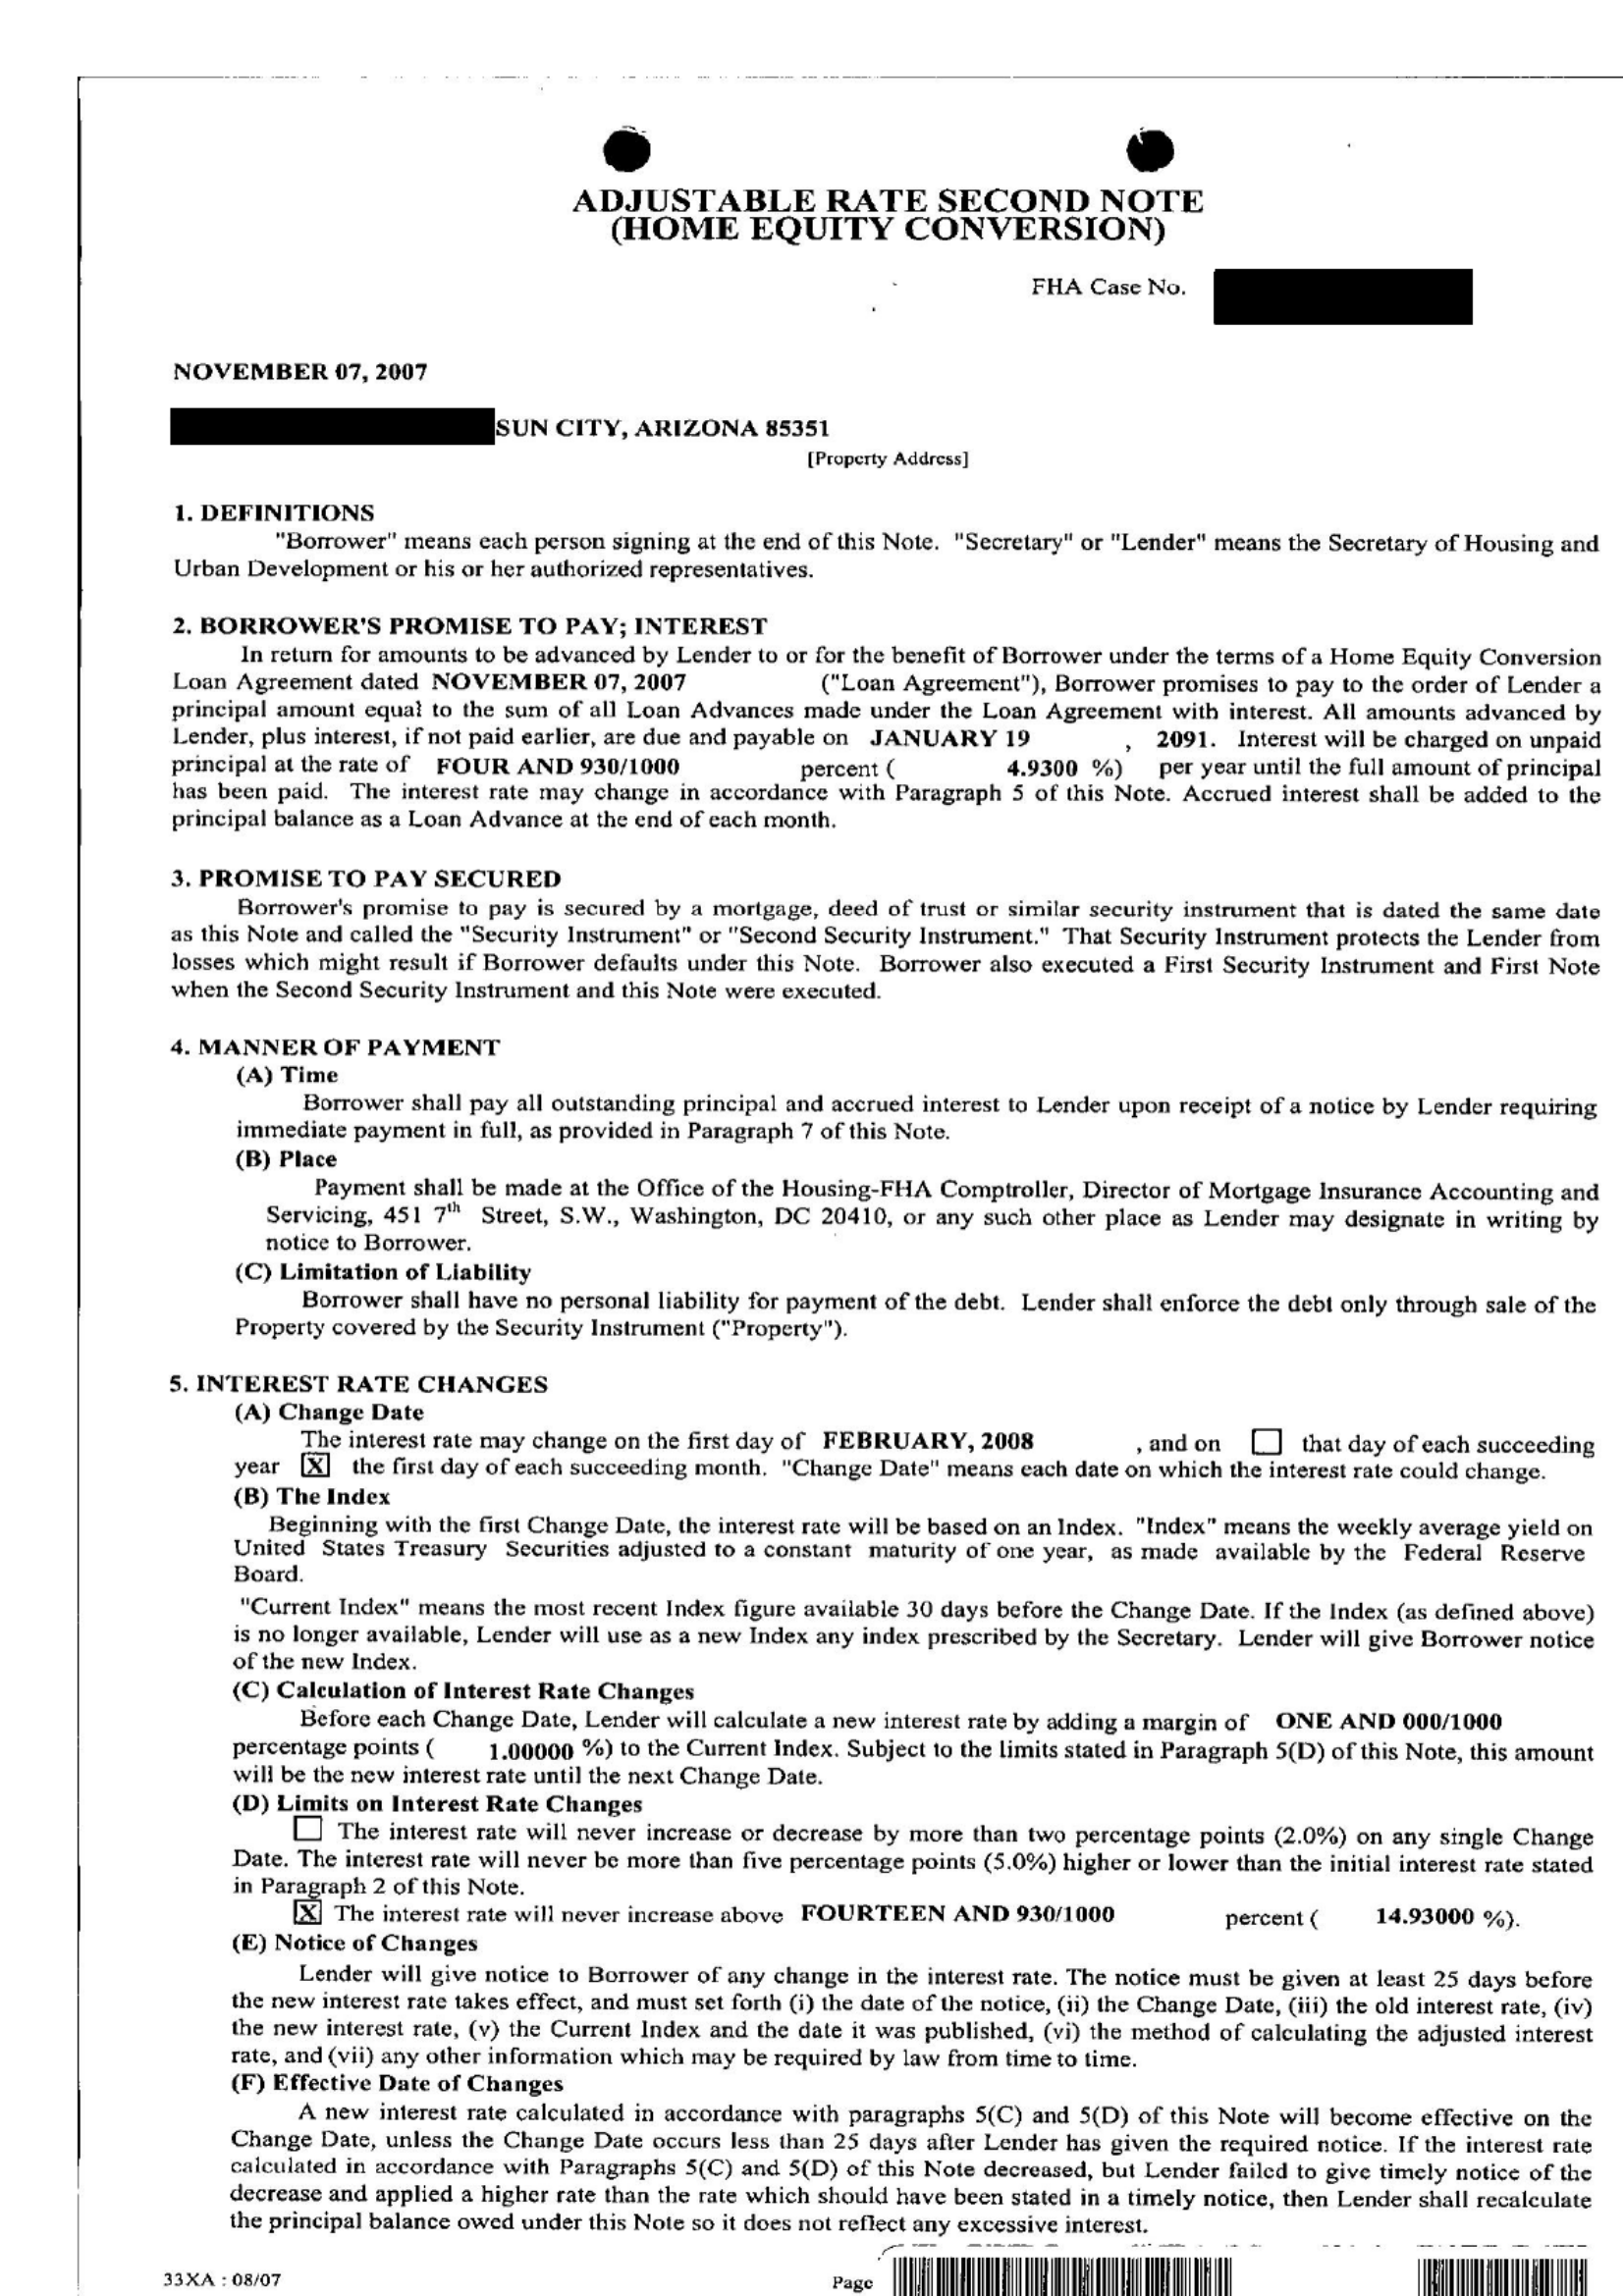 ADJUSTABLE RATE SECOND NOTE
(HOME EQUITY CONVERSION)
FHA Case No.
NOVEMBER 07, 2007
SUN CITY, ARIZONA 85351
[Property Address]
1. DEFINITIONS
"Borrower" means each person signing at the end of this Note. "Secretary" or "Lender" means the Secretary of Housing and
Urban Development or his or her authorized representatives.
2. BORROWER'S PROMISE TO PAY; INTEREST
In return for amounts to be advanced by Lender to or for the benefit of Borrower under the terms of a Home Equity Conversion
Loan Agreement dated NOVEMBER 07, 2007 ("Loan Agreement"), Borrower promises to pay to the order of Lender a
principal amount equal to the sum of all Loan Advances made under the Loan Agreement with interest. All amounts advanced by
Lender, plus interest, if not paid earlier, are due and payable on JANUARY 19 , 2091. Interest will be charged on unpaid
principal at the rate of FOUR AND 930/1000 percent ( 4.9300 %) per year until the full amount of principal
has been paid. The interest rate may change in accordance with Paragraph 5 of this Note. Accrued interest shall be added to the
principal balance as a Loan Advance at the end of each month.
3. PROMISE TO PAY SECURED
Borrower's promise to pay is secured by a mortgage, deed of trust or similar security instrument that is dated the same date
as this Note and called the "Security Instrument" or "Second Security Instrument." That Security Instrument protects the Lender from
losses which might result if Borrower defaults under this Note. Borrower also executed a First Security Instrument and First Note
when the Second Security Instrument and this Note were executed.
4. MANNER OF PAYMENT
(A) Time
Borrower shall pay all outstanding principal and accrued interest to Lender upon receipt of a notice by Lender requiring
immediate payment in full, as provided in Paragraph 7 of this Note.
(B) Place
Payment shall be made at the Office of the Housing-FHA Comptroller, Director of Mortgage Insurance Accounting and
Servicing, 451 7th Street, S.W., Washington, DC 20410, or any such other place as Lender may designate in writing by
notice to Borrower.
(C) Limitation of Liability
Borrower shall have no personal liability for payment of the debt. Lender shall enforce the debt only through sale of the
Property covered by the Security Instrument ("Property").
5. INTEREST RATE CHANGES
(A) Change Date
The interest rate may change on the first day of FEBRUARY, 2008 , and on ☐ that day of each succeeding
year [X] the first day of each succeeding month. "Change Date" means each date on which the interest rate could change.
(B) The Index
Beginning with the first Change Date, the interest rate will be based on an Index. "Index" means the weekly average yield on
United States Treasury Securities adjusted to a constant maturity of one year, as made available by the Federal Reserve
Board.
"Current Index" means the most recent Index figure available 30 days before the Change Date. If the Index (as defined above)
is no longer available, Lender will use as a new Index any index prescribed by the Secretary. Lender will give Borrower notice
of the new Index.
(C) Calculation of Interest Rate Changes
Before each Change Date, Lender will calculate a new interest rate by adding a margin of ONE AND 000/1000
percentage points ( 1.00000 %) to the Current Index. Subject to the limits stated in Paragraph 5(D) of this Note, this amount
will be the new interest rate until the next Change Date.
(D) Limits on Interest Rate Changes
☐ The interest rate will never increase or decrease by more than two percentage points (2.0%) on any single Change
Date. The interest rate will never be more than five percentage points (5.0%) higher or lower than the initial interest rate stated
in Paragraph 2 of this Note.
[X] The interest rate will never increase above FOURTEEN AND 930/1000 percent ( 14.93000 %).
(E) Notice of Changes
Lender will give notice to Borrower of any change in the interest rate. The notice must be given at least 25 days before
the new interest rate takes effect, and must set forth (i) the date of the notice, (ii) the Change Date, (iii) the old interest rate, (iv)
the new interest rate, (v) the Current Index and the date it was published, (vi) the method of calculating the adjusted interest
rate, and (vii) any other information which may be required by law from time to time.
(F) Effective Date of Changes
A new interest rate calculated in accordance with paragraphs 5(C) and 5(D) of this Note will become effective on the
Change Date, unless the Change Date occurs less than 25 days after Lender has given the required notice. If the interest rate
calculated in accordance with Paragraphs 5(C) and 5(D) of this Note decreased, but Lender failed to give timely notice of the
decrease and applied a higher rate than the rate which should have been stated in a timely notice, then Lender shall recalculate
the principal balance owed under this Note so it does not reflect any excessive interest.
33XA : 08/07 Page